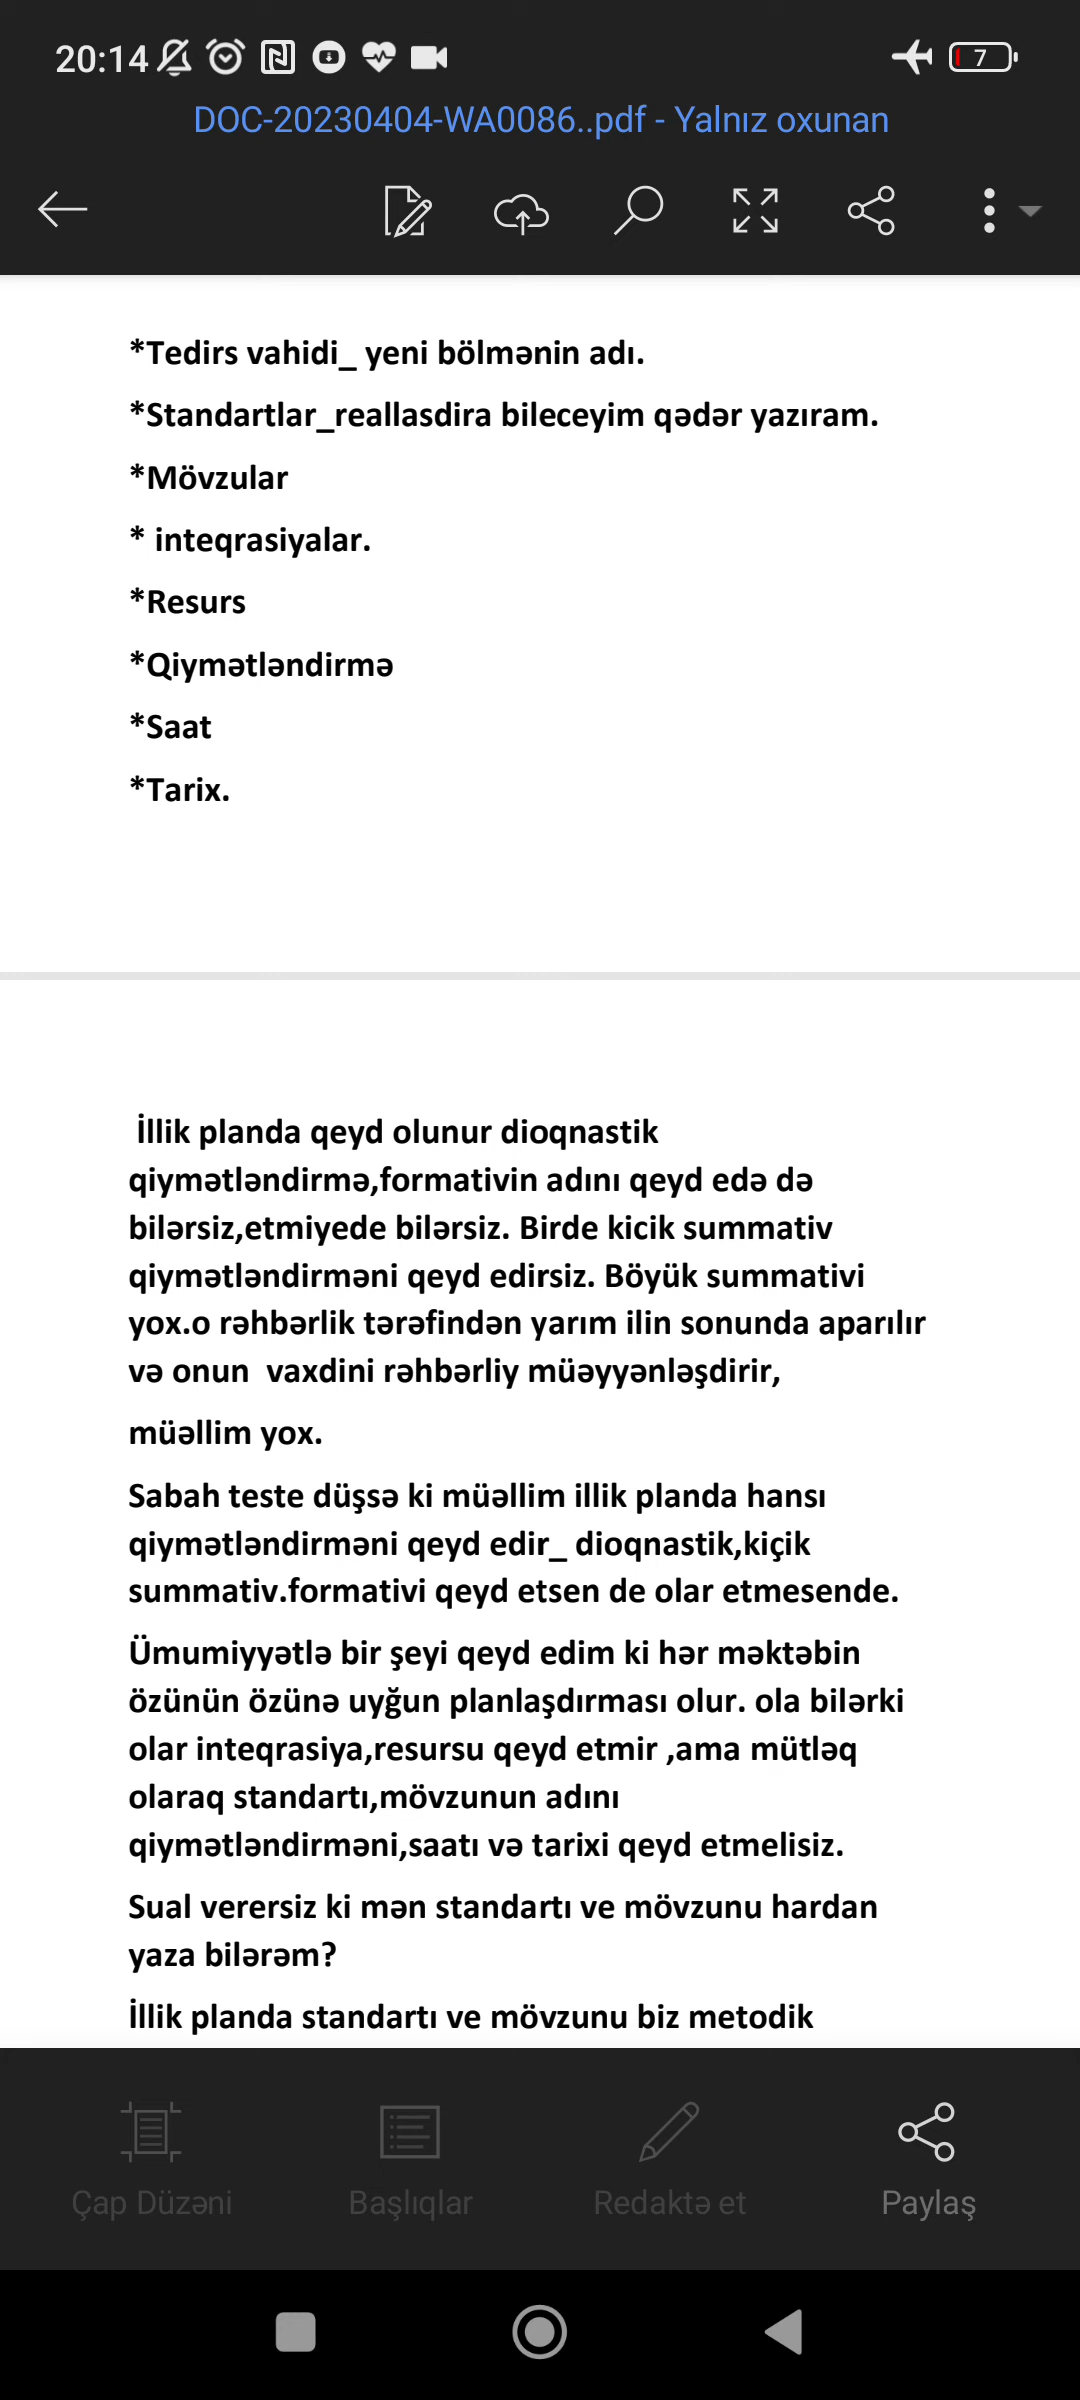 20:14
7
DOC-20230404-WA0086..pdf - Yalnız oxunan
*Tedirs vahidi_ yeni bölmənin adı.
*Standartlar_reallasdira bileceyim qədər yazıram.
*Mövzular
* inteqrasiyalar.
*Resurs
*Qiymətləndirmə
*Saat
*Tarix.
İllik planda qeyd olunur dioqnastik
qiymətləndirmə,formativin adını qeyd edə də
bilərsiz,etmiyede bilərsiz. Birde kicik summativ
qiymətləndirməni qeyd edirsiz. Böyük summativi
yox.o rəhbərlik tərəfindən yarım ilin sonunda aparılır
və onun  vaxdini rəhbərliy müəyyənləşdirir,
müəllim yox.
Sabah teste düşsə ki müəllim illik planda hansı
qiymətləndirməni qeyd edir_ dioqnastik,kiçik
summativ.formativi qeyd etsen de olar etmesende.
Ümumiyyətlə bir şeyi qeyd edim ki hər məktəbin
özünün özünə uyğun planlaşdırması olur. ola bilərki
olar inteqrasiya,resursu qeyd etmir ,ama mütləq
olaraq standartı,mövzunun adını
qiymətləndirməni,saatı və tarixi qeyd etmelisiz.
Sual verersiz ki mən standartı ve mövzunu hardan
yaza bilərəm?
İllik planda standartı ve mövzunu biz metodik
Çap Düzəni
Başlıqlar
Redaktə et
Paylaş